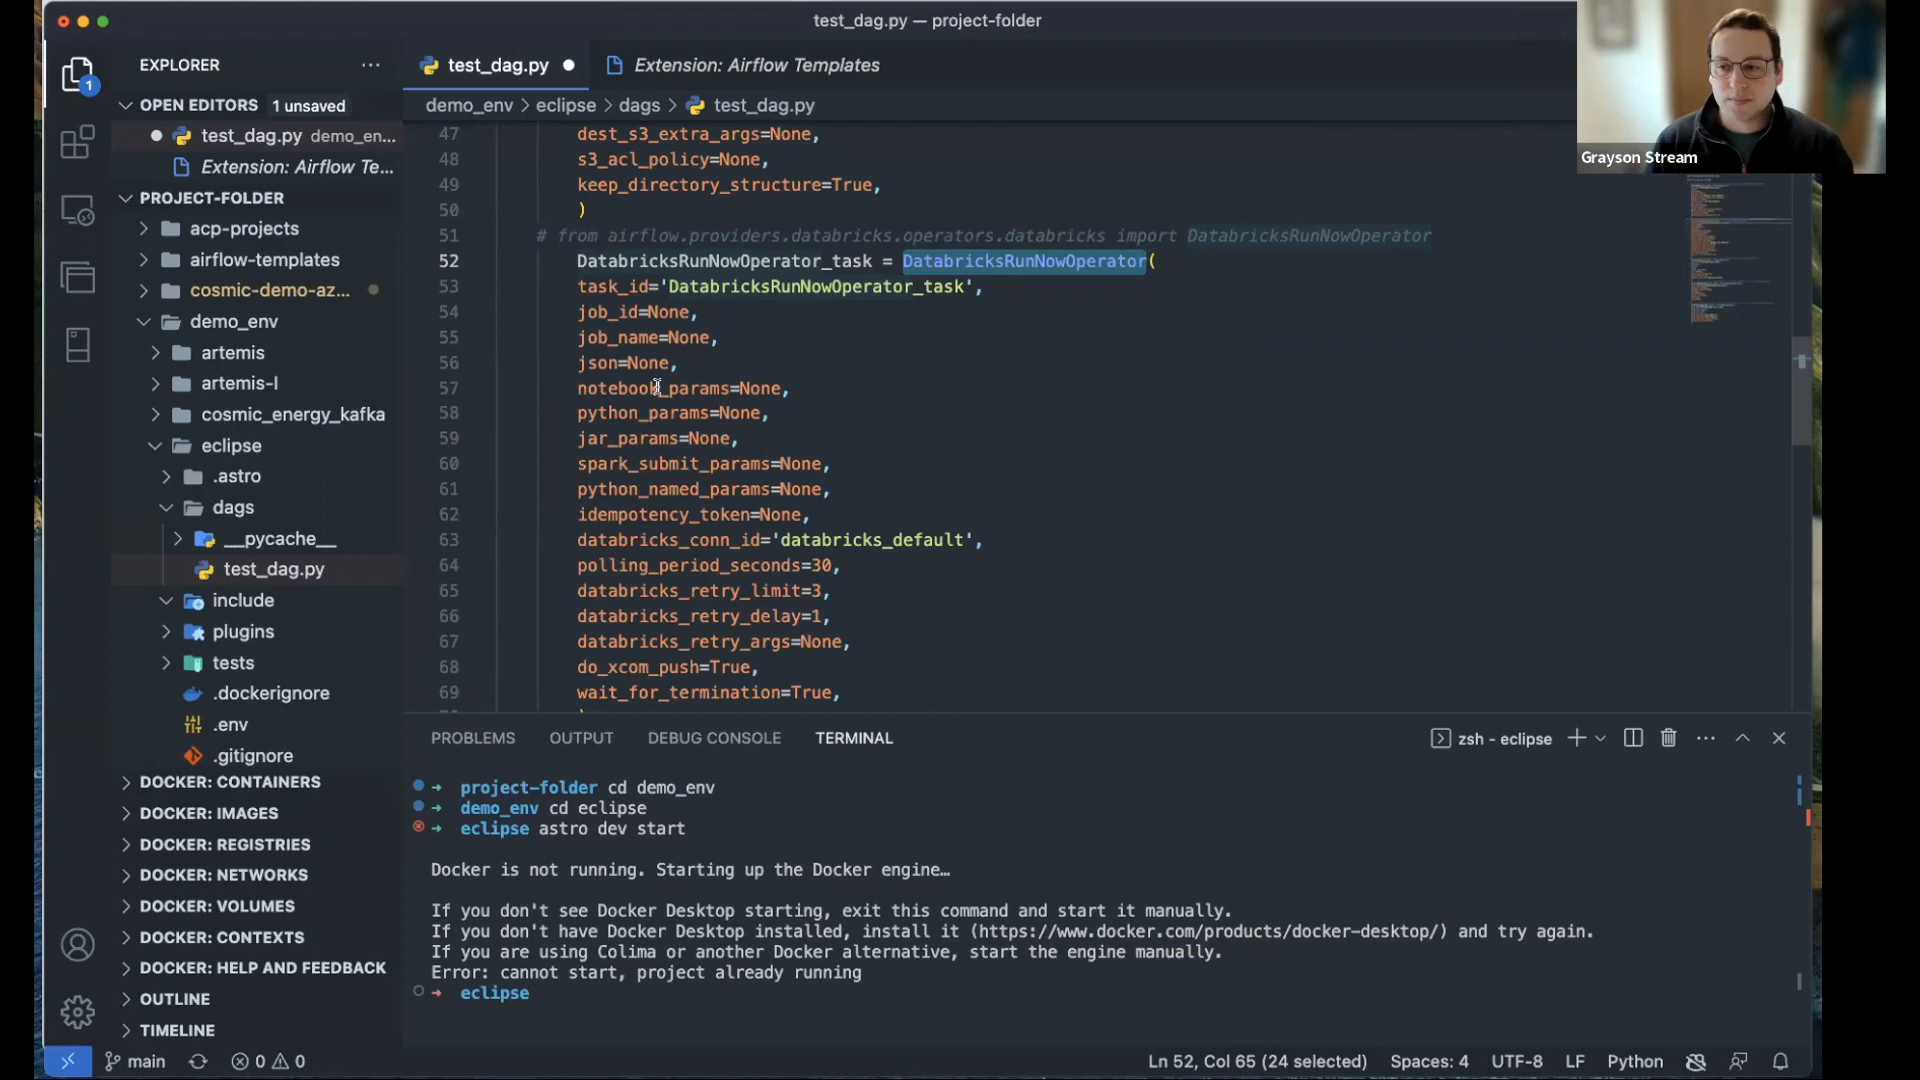 test_dag.py — project-folder
EXPLORER
OPEN EDITORS 1 unsaved
test_dag.py demo_en...
Extension: Airflow Te...
PROJECT-FOLDER
acp-projects
airflow-templates
cosmic-demo-az...
demo_env
artemis
artemis-l
cosmic_energy_kafka
eclipse
.astro
dags
__pycache__
test_dag.py
include
plugins
tests
.dockerignore
.env
.gitignore
DOCKER: CONTAINERS
DOCKER: IMAGES
DOCKER: REGISTRIES
DOCKER: NETWORKS
DOCKER: VOLUMES
DOCKER: CONTEXTS
DOCKER: HELP AND FEEDBACK
OUTLINE
TIMELINE
1
test_dag.py
Extension: Airflow Templates
demo_env > eclipse > dags > test_dag.py
47 dest_s3_extra_args=None,
48 s3_acl_policy=None,
49 keep_directory_structure=True,
50 )
51 # from airflow.providers.databricks.operators.databricks import DatabricksRunNowOperator
52 DatabricksRunNowOperator_task = DatabricksRunNowOperator(
53 task_id='DatabricksRunNowOperator_task',
54 job_id=None,
55 job_name=None,
56 json=None,
57 notebook_params=None,
58 python_params=None,
59 jar_params=None,
60 spark_submit_params=None,
61 python_named_params=None,
62 idempotency_token=None,
63 databricks_conn_id='databricks_default',
64 polling_period_seconds=30,
65 databricks_retry_limit=3,
66 databricks_retry_delay=1,
67 databricks_retry_args=None,
68 do_xcom_push=True,
69 wait_for_termination=True,
Grayson Stream
PROBLEMS OUTPUT DEBUG CONSOLE TERMINAL
zsh - eclipse
project-folder cd demo_env
demo_env cd eclipse
eclipse astro dev start
Docker is not running. Starting up the Docker engine…
If you don't see Docker Desktop starting, exit this command and start it manually.
If you don't have Docker Desktop installed, install it (https://www.docker.com/products/docker-desktop/) and try again.
If you are using Colima or another Docker alternative, start the engine manually.
Error: cannot start, project already running
eclipse
main 0 0
Ln 52, Col 65 (24 selected) Spaces: 4 UTF-8 LF Python